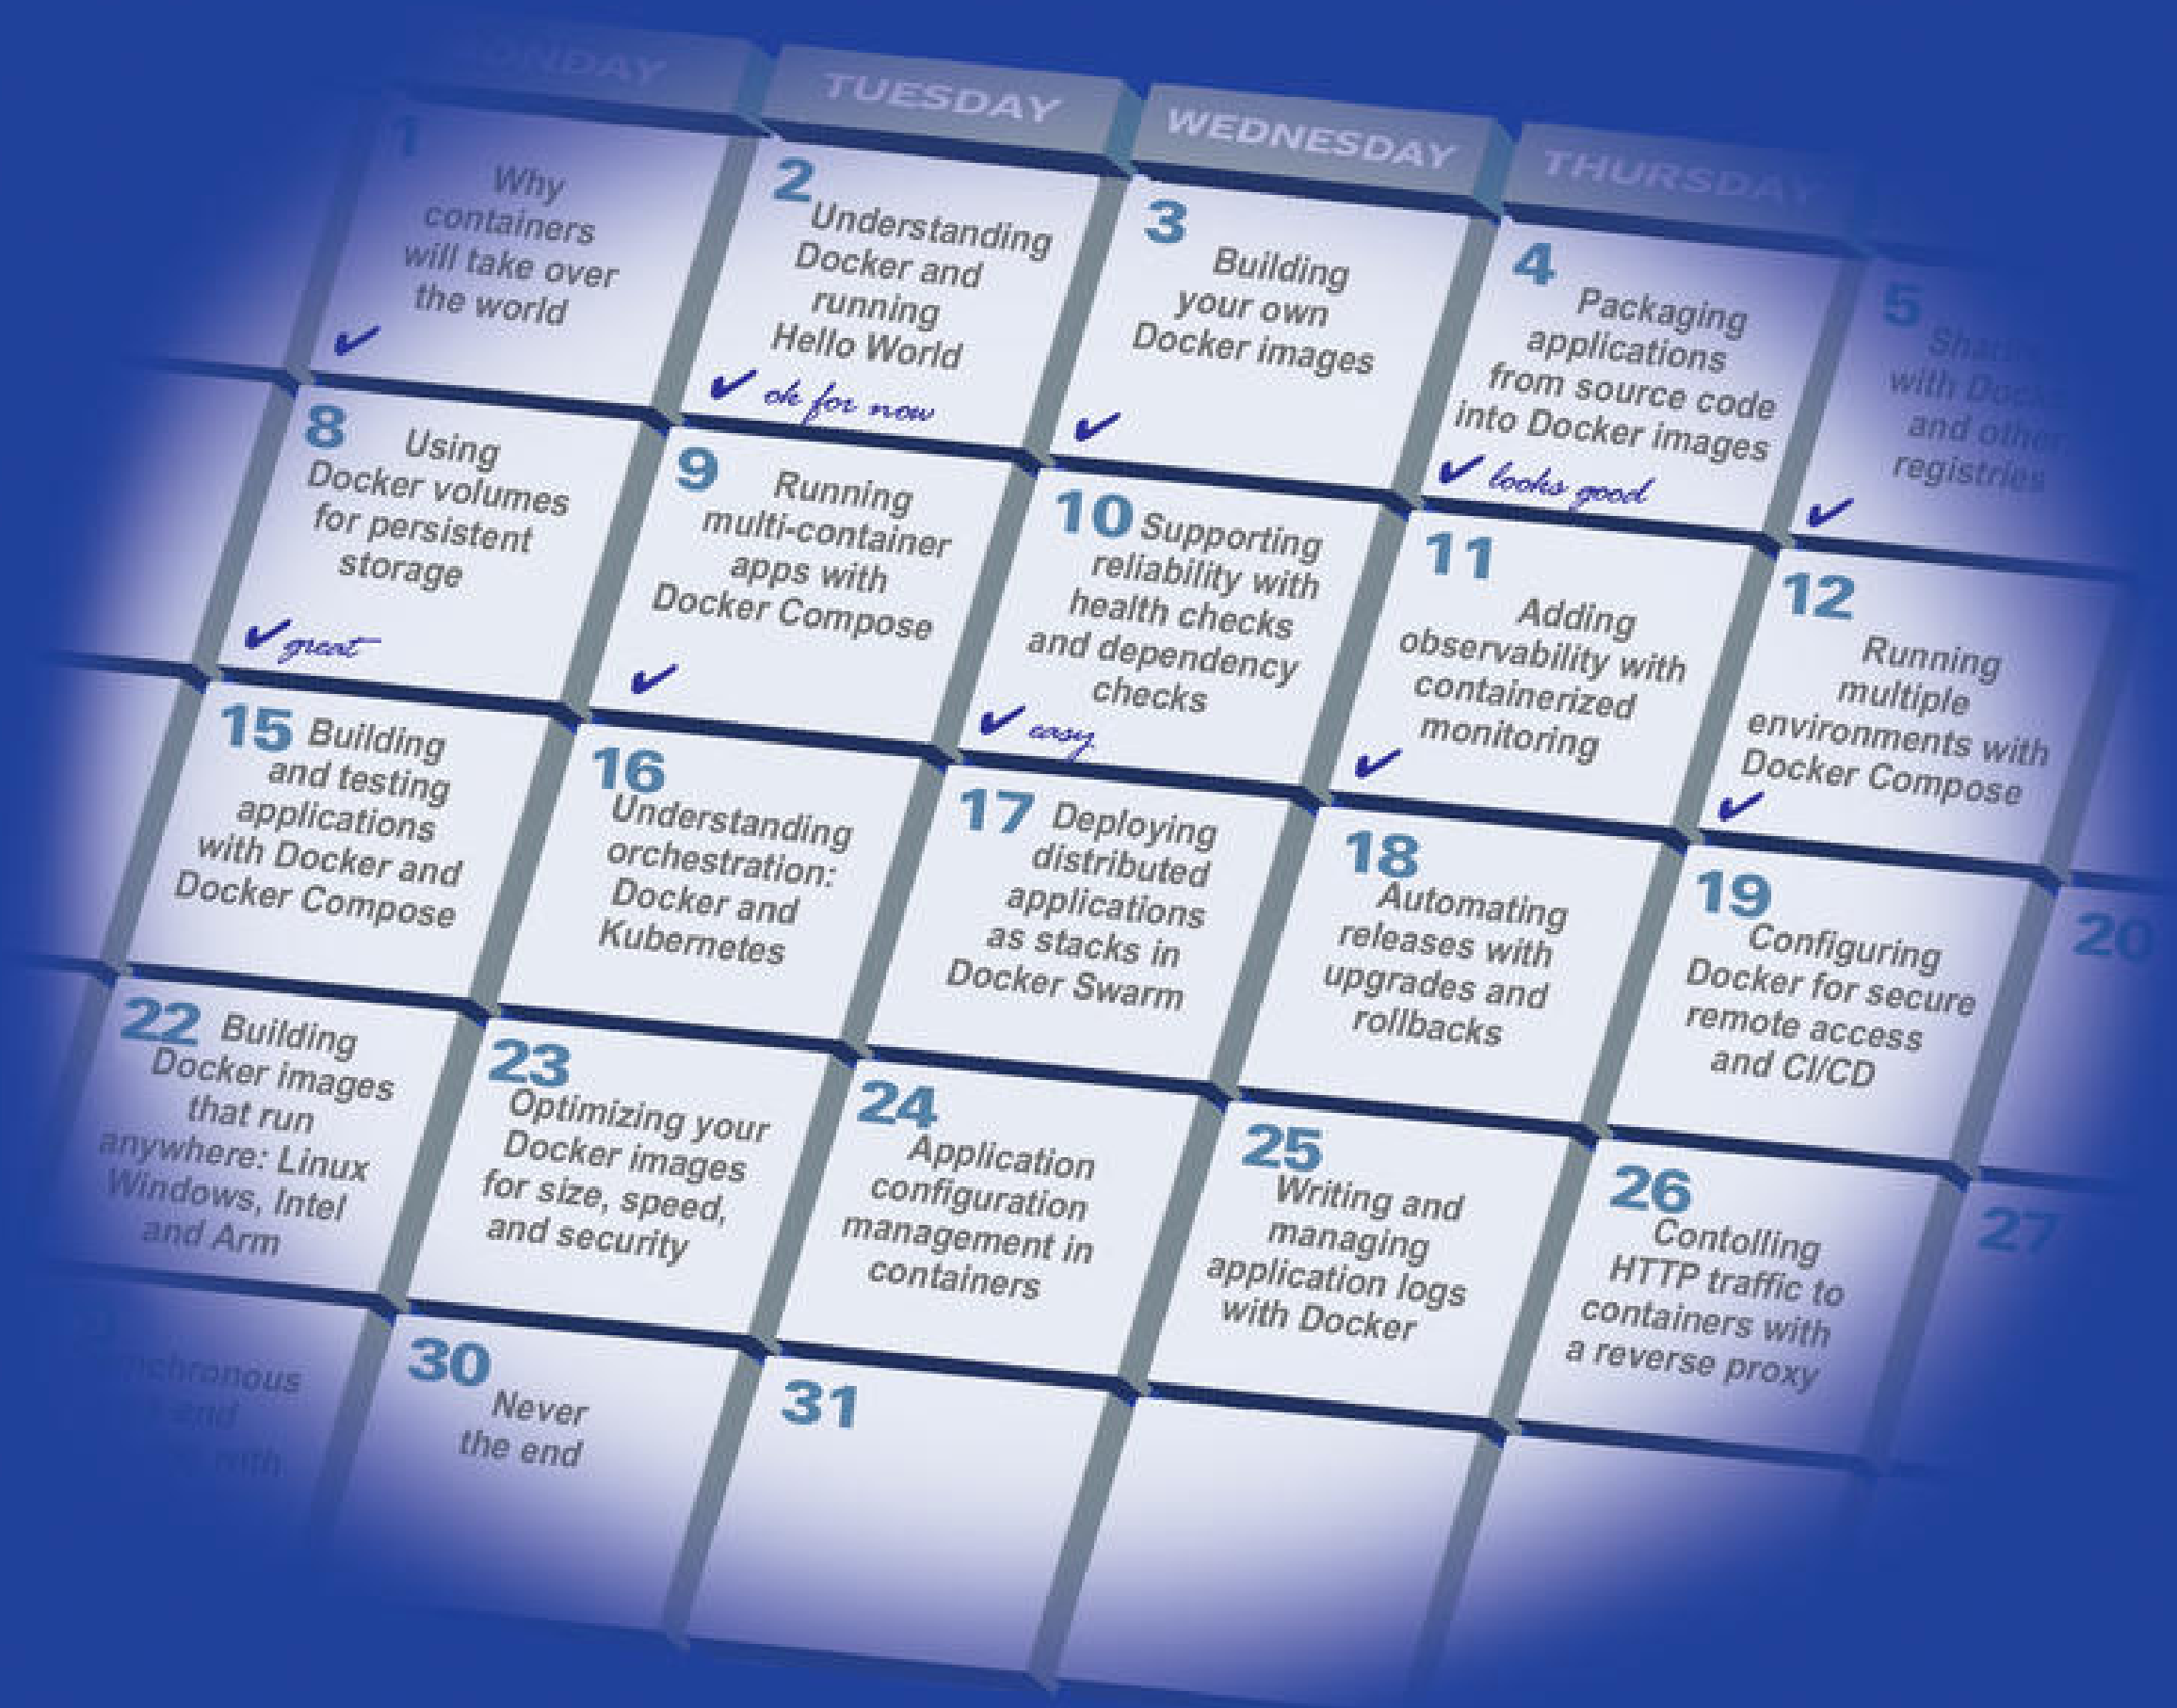 TUESDAY
WEDNESDAY
THURSDAY
1
Why
containers
will take over
the world
✔
2
Understanding
Docker and
running
Hello World
✔ ok for now
3
Building
your own
Docker images
✔
4
Packaging
applications
from source code
into Docker images
✔ looks good
5
with
and other
registries
✔
8
Using
Docker volumes
for persistent
storage
✔ great
9
Running
multi-container
apps with
Docker Compose
✔
10 Supporting
reliability with
health checks
and dependency
checks
✔ easy
11
Adding
observability with
containerized
monitoring
✔
12
Running
multiple
environments with
Docker Compose
✔
15 Building
and testing
applications
with Docker and
Docker Compose
16
Understanding
orchestration:
Docker and
Kubernetes
17 Deploying
distributed
applications
as stacks in
Docker Swarm
18
Automating
releases with
upgrades and
rollbacks
19
Configuring
Docker for secure
remote access
and CI/CD
20
22 Building
Docker images
that run
anywhere: Linux
Windows, Intel
and Arm
23
Optimizing your
Docker images
for size, speed,
and security
24
Application
configuration
management in
containers
25
Writing and
managing
application logs
with Docker
26
Contolling
HTTP traffic to
containers with
a reverse proxy
27
with
30
Never
the end
31